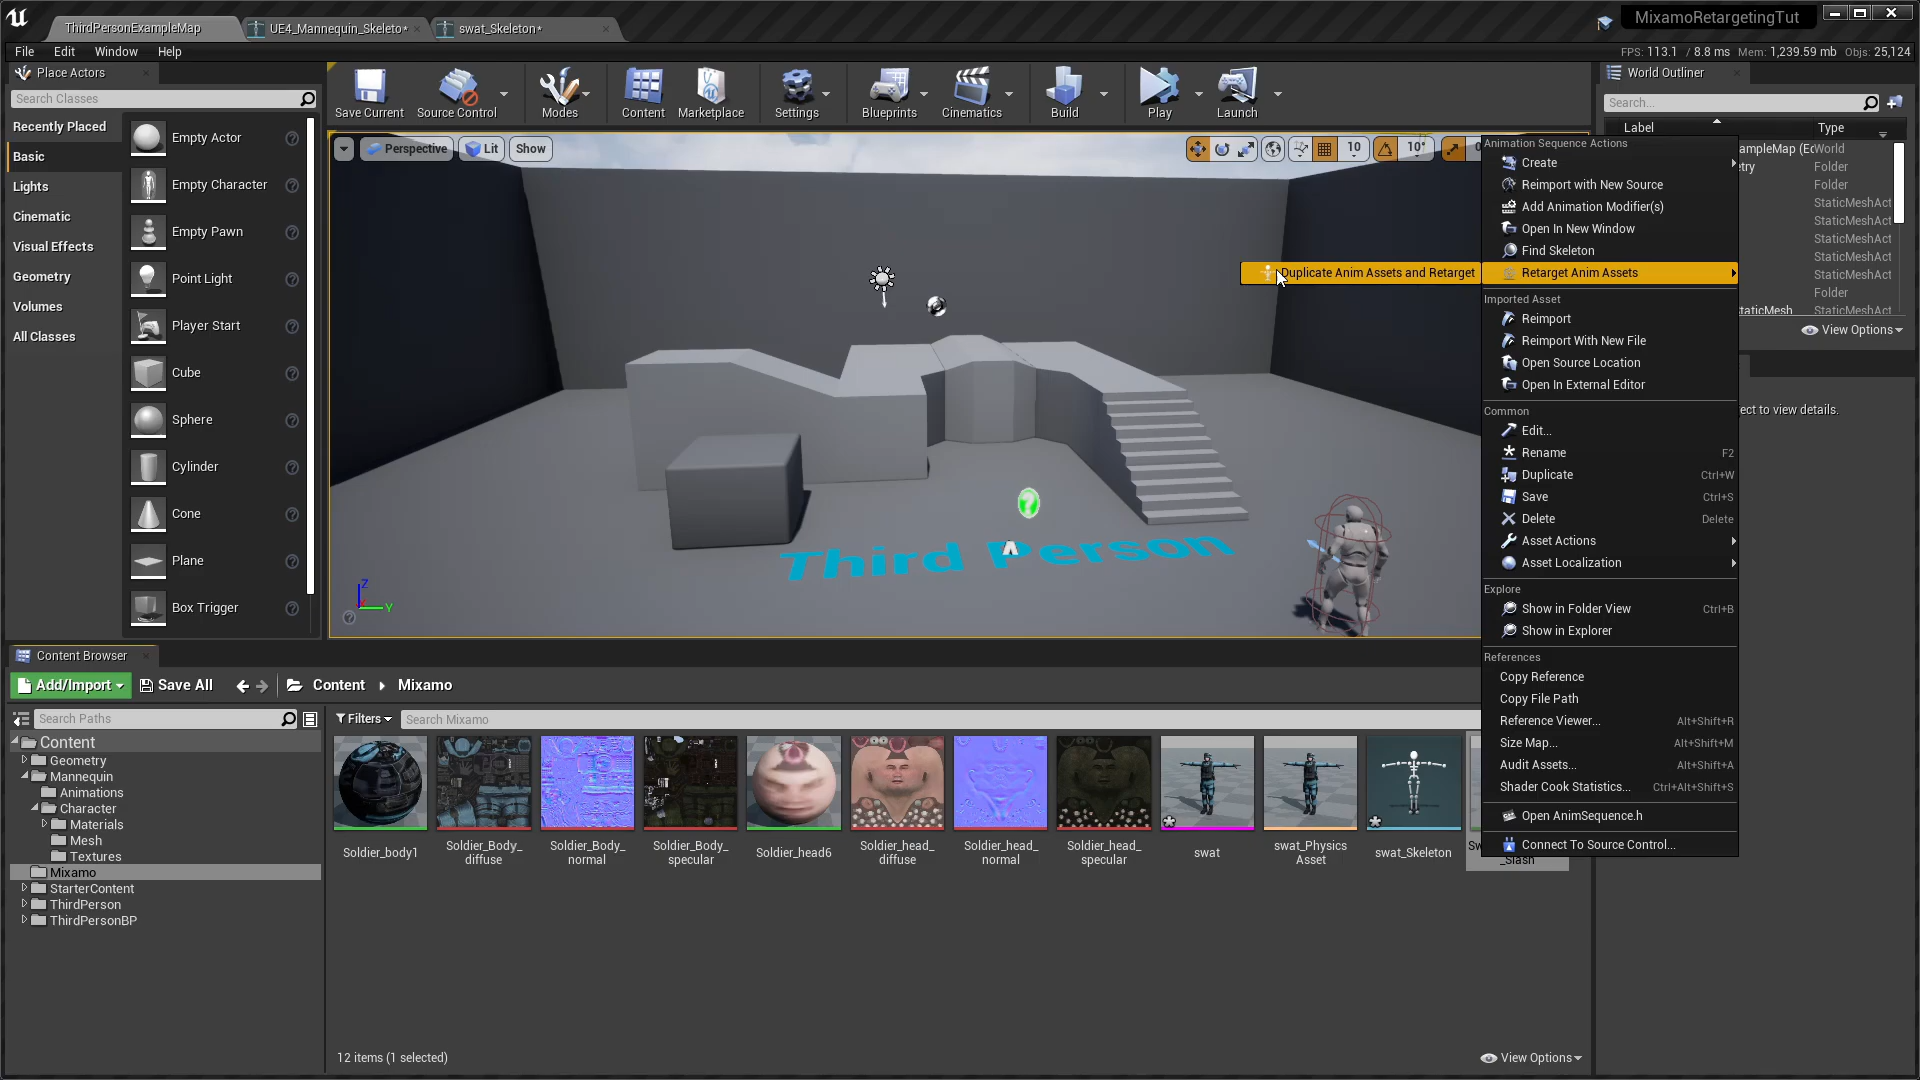 ThirdPersonExampleMap
UE4_Mannequin_Skeleto*
swat_Skeleton*
MixamoRetargetingTut
File Edit Window Help
FPS: 113.1 / 8.8 ms Mem: 1,239.59 mb Objs: 25,124
Place Actors
Search Classes
Recently Placed
Basic
Lights
Cinematic
Visual Effects
Geometry
Volumes
All Classes
Empty Actor
Empty Character
Empty Pawn
Point Light
Player Start
Cube
Sphere
Cylinder
Cone
Plane
Box Trigger
Save Current
Source Control
Modes
Content
Marketplace
Settings
Blueprints
Cinematics
Build
Play
Launch
Perspective
Lit
Show
10
10°
Third Person
Z
Y
World Outliner
Search...
Label Type
ampleMap (Ec World
etry Folder
Folder
StaticMeshAct
StaticMeshAct
StaticMeshAct
StaticMeshAct
StaticMeshAct
Folder
StaticMeshAct
View Options
ect to view details.
Animation Sequence Actions
Create
Reimport with New Source
Add Animation Modifier(s)
Open In New Window
Find Skeleton
Retarget Anim Assets
Duplicate Anim Assets and Retarget
Imported Asset
Reimport
Reimport With New File
Open Source Location
Open In External Editor
Common
Edit...
Rename F2
Duplicate Ctrl+W
Save Ctrl+S
Delete Delete
Asset Actions
Asset Localization
Explore
Show in Folder View Ctrl+B
Show in Explorer
References
Copy Reference
Copy File Path
Reference Viewer... Alt+Shift+R
Size Map... Alt+Shift+M
Audit Assets... Alt+Shift+A
Shader Cook Statistics... Ctrl+Alt+Shift+S
Open AnimSequence.h
Connect To Source Control...
Content Browser
Add/Import
Save All
Content
Mixamo
Search Paths
Filters
Search Mixamo
Content
Geometry
Mannequin
Animations
Character
Materials
Mesh
Textures
Mixamo
StarterContent
ThirdPerson
ThirdPersonBP
Soldier_body1
Soldier_Body_
diffuse
Soldier_Body_
normal
Soldier_Body_
specular
Soldier_head6
Soldier_head_
diffuse
Soldier_head_
normal
Soldier_head_
specular
swat
swat_Physics
Asset
swat_Skeleton
_Slash
12 items (1 selected)
View Options